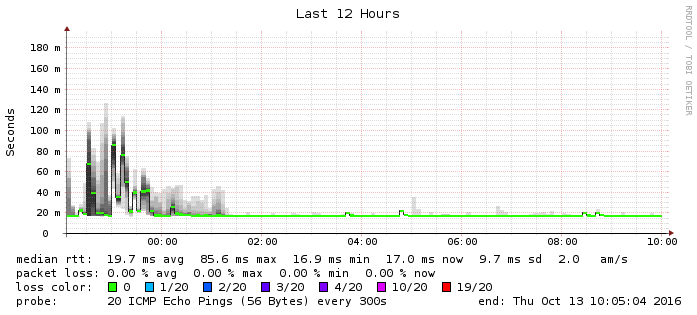 Last 12 Hours
RRDTOOL / TOBI OETIKER
Seconds
180 m
160 m
140 m
120 m
100 m
80 m
60 m
40 m
20 m
0
00:00 02:00 04:00 06:00 08:00 10:00
median rtt: 19.7 ms avg 85.6 ms max 16.9 ms min 17.0 ms now 9.7 ms sd 2.0 am/s
packet loss: 0.00 % avg 0.00 % max 0.00 % min 0.00 % now
loss color: 0 1/20 2/20 3/20 4/20 10/20 19/20
probe: 20 ICMP Echo Pings (56 Bytes) every 300s end: Thu Oct 13 10:05:04 2016